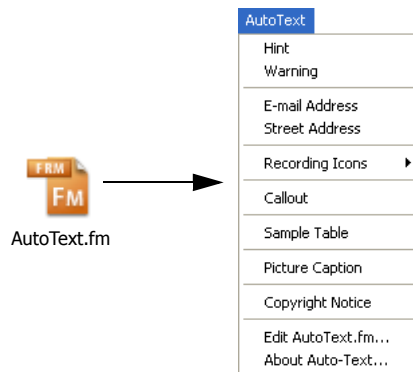 AutoText
Hint
Warning
E-mail Address
Street Address
Recording Icons
Callout
Sample Table
Picture Caption
Copyright Notice
Edit AutoText.fm...
About Auto-Text...
FRM
FM
AutoText.fm